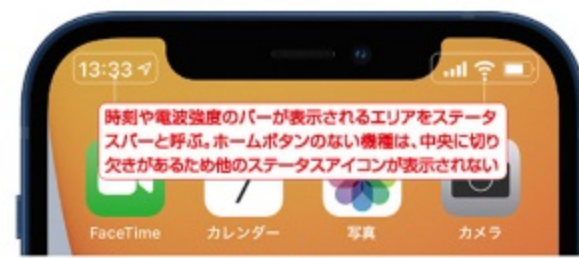 13:33
時刻や電波強度のバーが表示されるエリアをステータ
スバーと呼ぶ。ホームボタンのない機種は、中央に切り
欠きがあるため他のステータスアイコンが表示されない
7
FaceTime カレンダー 写真 カメラ